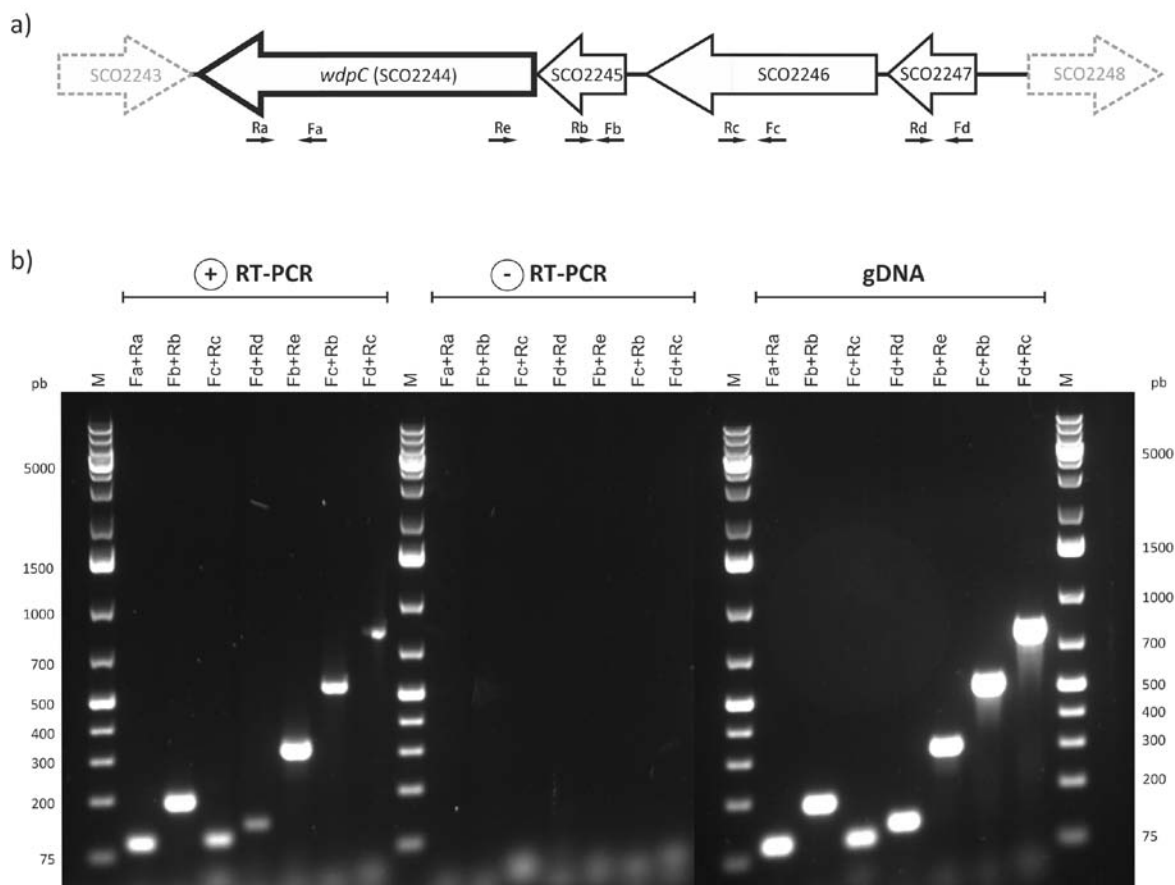 a)
SCO2243
wdpC (SCO2244)
SCO2245
SCO2246
SCO2247
SCO2248
Ra Fa Re Rb Fb Rc Fc Rd Fd
b)
+ RT-PCR
- RT-PCR
gDNA
pb M Fa+Ra Fb+Rb Fc+Rc Fd+Rd Fb+Re Fc+Rb Fd+Rc M Fa+Ra Fb+Rb Fc+Rc Fd+Rd Fb+Re Fc+Rb Fd+Rc M Fa+Ra Fb+Rb Fc+Rc Fd+Rd Fb+Re Fc+Rb Fd+Rc M pb
5000
1500
1000
700
500
400
300
200
75
5000
1500
1000
700
500
400
300
200
75